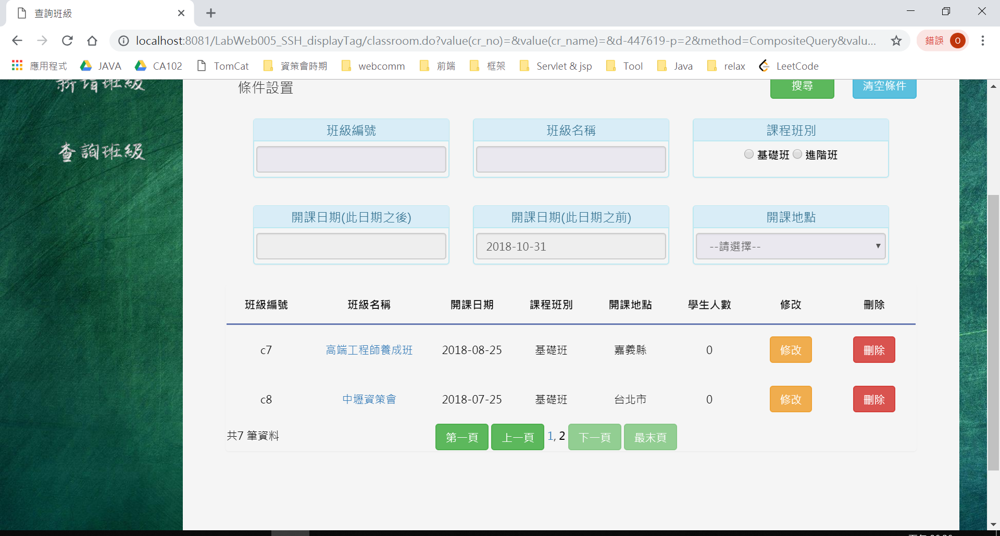 查詢班級
localhost:8081/LabWeb005_SSH_displayTag/classroom.do?value(cr_no)=&value(cr_name)=&d-447619-p=2&method=CompositeQuery&valu...
錯誤 0
應用程式 JAVA CA102 TomCat 資策會時期 webcomm 前端 框架 Servlet & jsp Tool Java relax LeetCode
新增班級
查詢班級
條件設置 搜尋 清空條件
班級編號 班級名稱 課程班別
基礎班 進階班
開課日期(此日期之後) 開課日期(此日期之前) 開課地點
2018-10-31 --請選擇--
班級編號 班級名稱 開課日期 課程班別 開課地點 學生人數 修改 刪除
c7 高端工程師養成班 2018-08-25 基礎班 嘉義縣 0 修改 刪除
c8 中壢資策會 2018-07-25 基礎班 台北市 0 修改 刪除
共7 筆資料 第一頁 上一頁 1, 2 下一頁 最末頁